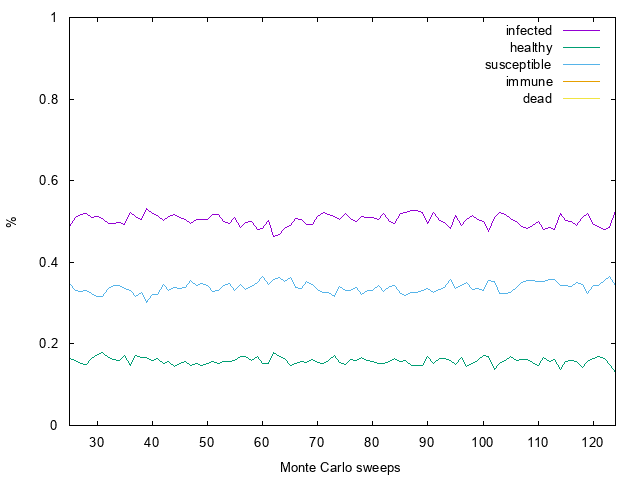 1
infected
healthy
susceptible
immune
dead
0.8
0.6
%
0.4
0.2
0
30 40 50 60 70 80 90 100 110 120
Monte Carlo sweeps